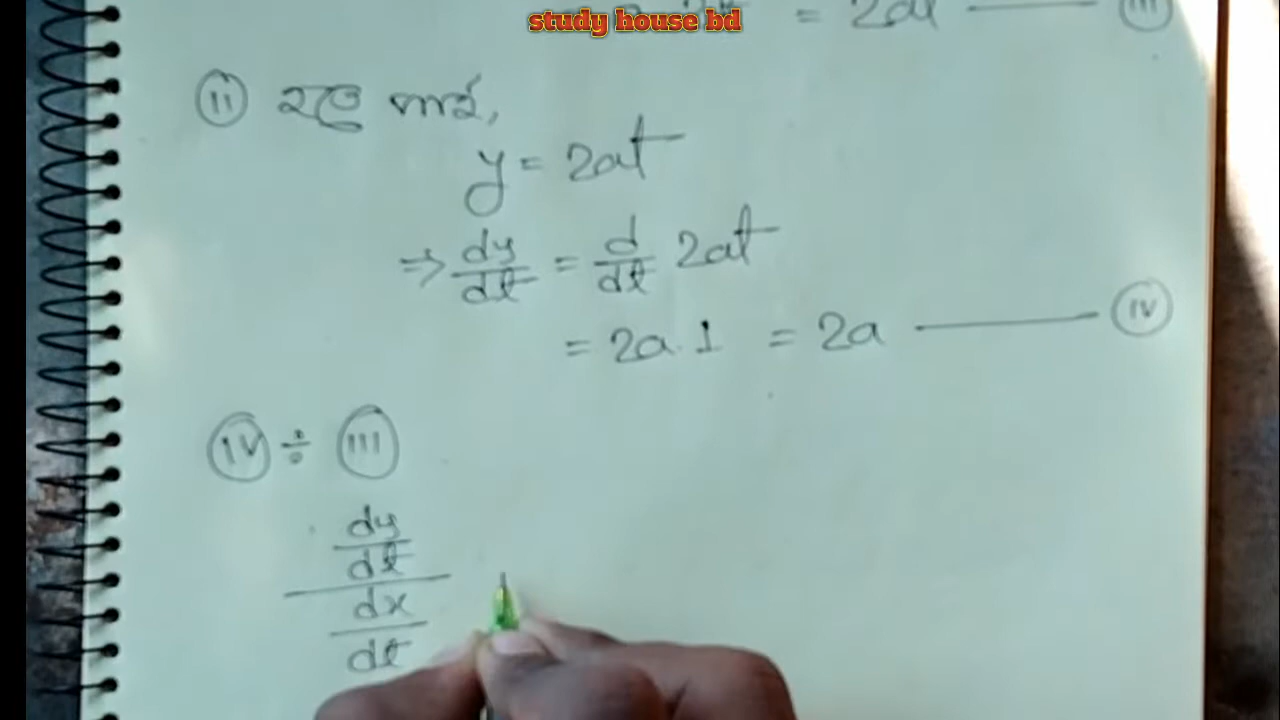 study house bd
= 2at ——— (III)
(II) হতে পাই,
y = 2at
⇒ dy/dt = d/dt 2at
= 2a.1 = 2a ——— (IV)
(IV) ÷ (III)
dy
dt
dx
dt